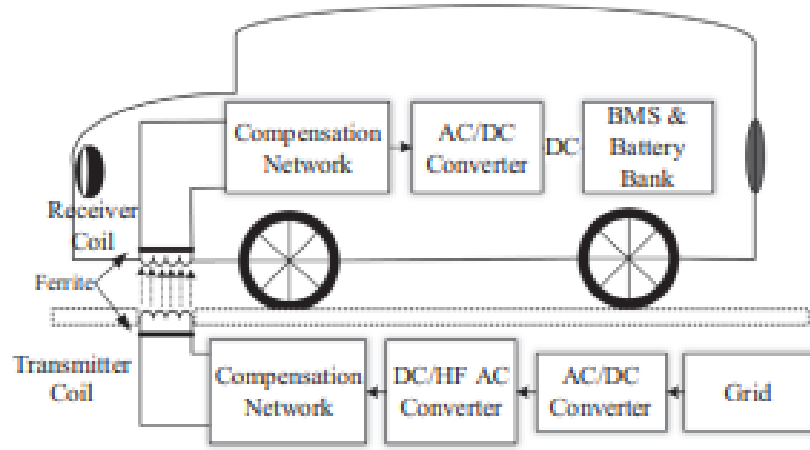 Compensation
Network
AC/DC
Converter
DC
BMS &
Battery
Bank
Receiver
Coil
Ferrite
Transmitter
Coil
Compensation
Network
DC/HF AC
Converter
AC/DC
Converter
Grid